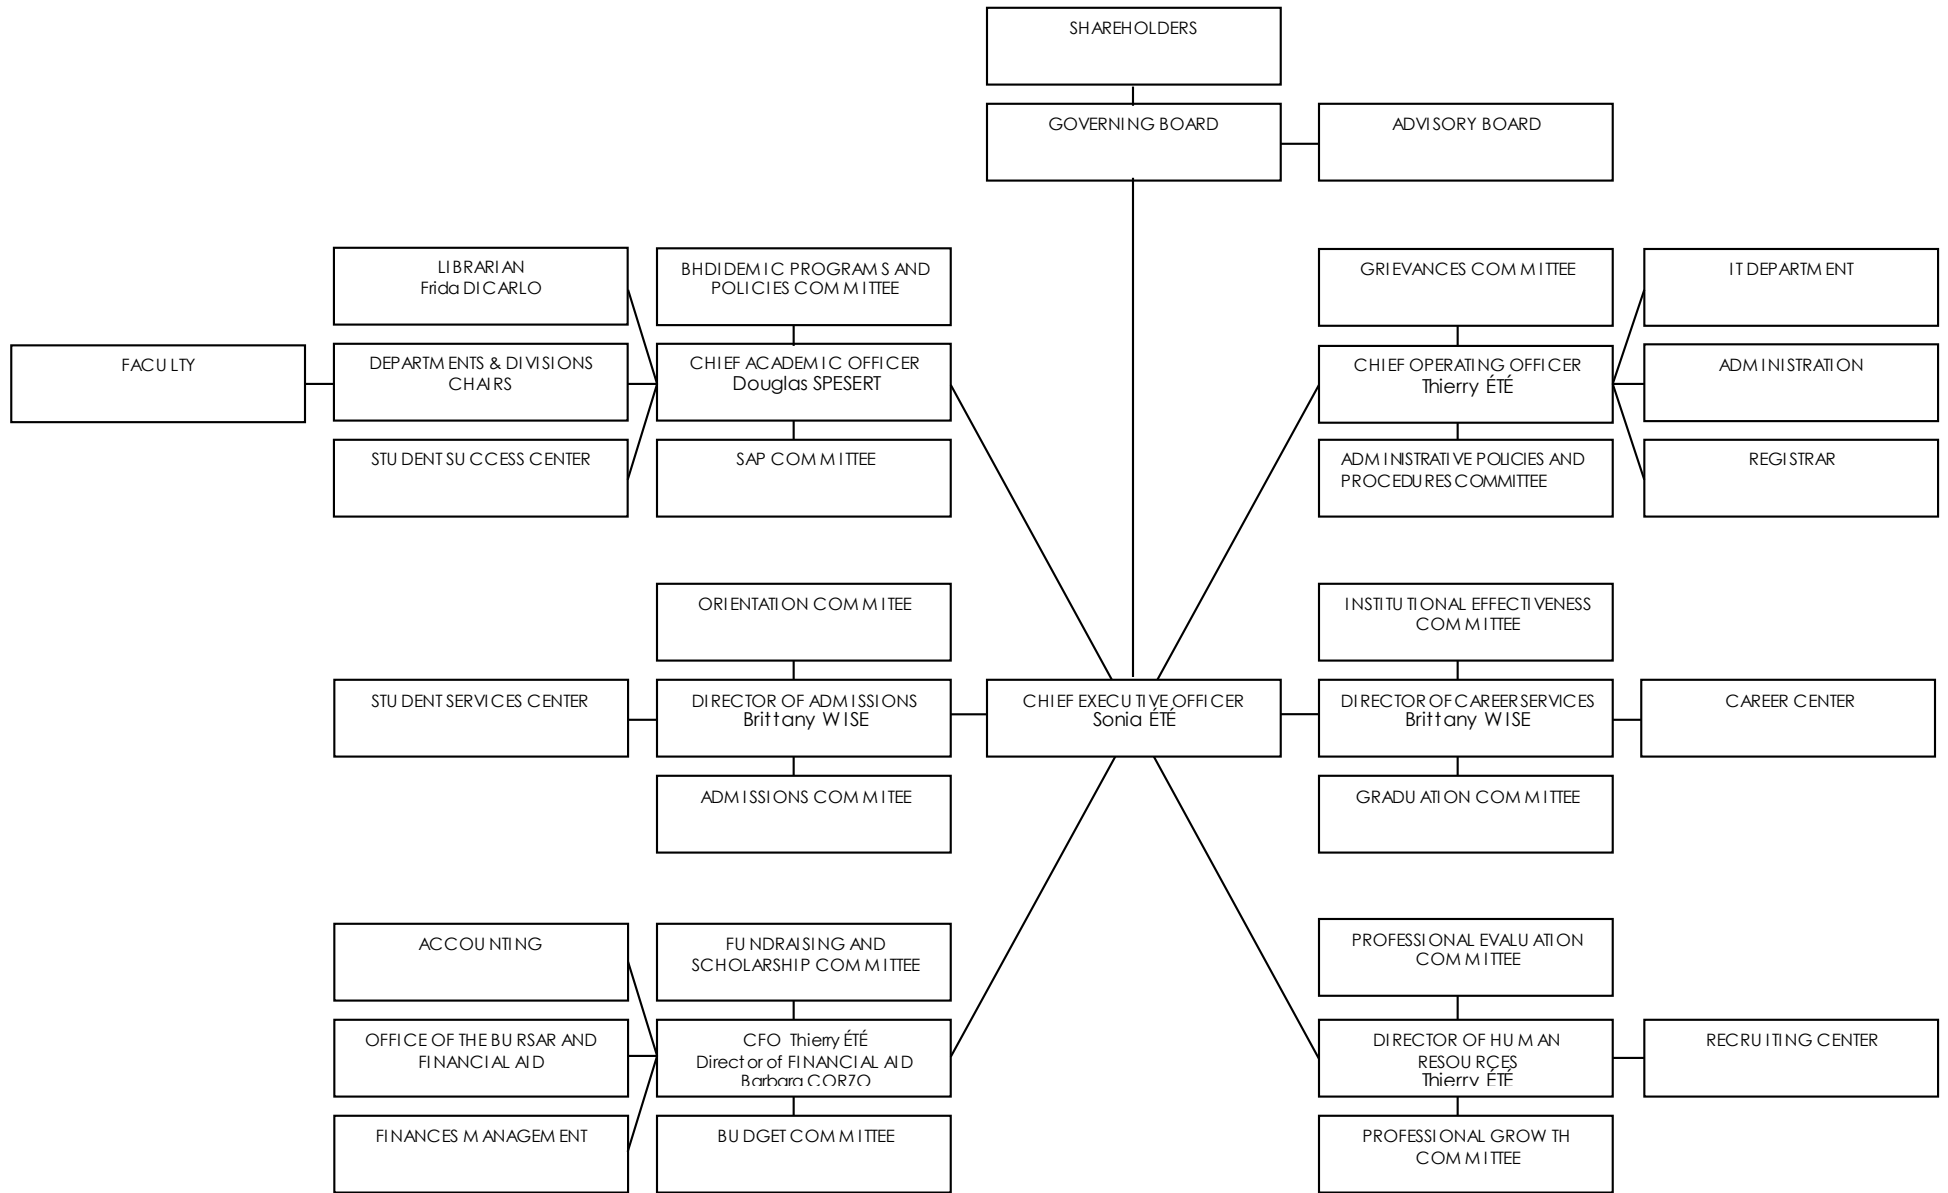 SHAREHOLDERS
GOVERNING BOARD
ADVISORY BOARD
LIBRARIAN
Frida DICARLO
BHDIDEMIC PROGRAMS AND
POLICIES COMMITTEE
GRIEVANCES COMMITTEE
IT DEPARTMENT
FACULTY
DEPARTMENTS & DIVISIONS
CHAIRS
CHIEF ACADEMIC OFFICER
Douglas SPESERT
CHIEF OPERATING OFFICER
Thierry ÉTÉ
ADMINISTRATION
STUDENT SUCCESS CENTER
SAP COMMITTEE
ADMINISTRATIVE POLICIES AND
PROCEDURES COMMITTEE
REGISTRAR
ORIENTATION COMMITEE
INSTITUTIONAL EFFECTIVENESS
COMMITTEE
STUDENT SERVICES CENTER
DIRECTOR OF ADMISSIONS
Brittany WISE
CHIEF EXECUTIVE OFFICER
Sonia ÉTÉ
DIRECTOR OF CAREER SERVICES
Brittany WISE
CAREER CENTER
ADMISSIONS COMMITEE
GRADUATION COMMITTEE
ACCOUNTING
FUNDRAISING AND
SCHOLARSHIP COMMITTEE
PROFESSIONAL EVALUATION
COMMITTEE
OFFICE OF THE BURSAR AND
FINANCIAL AID
CFO Thierry ÉTÉ
Director of FINANCIAL AID
Barbara CORZO
DIRECTOR OF HUMAN
RESOURCES
Thierry ÉTÉ
RECRUITING CENTER
FINANCES MANAGEMENT
BUDGET COMMITTEE
PROFESSIONAL GROWTH
COMMITTEE